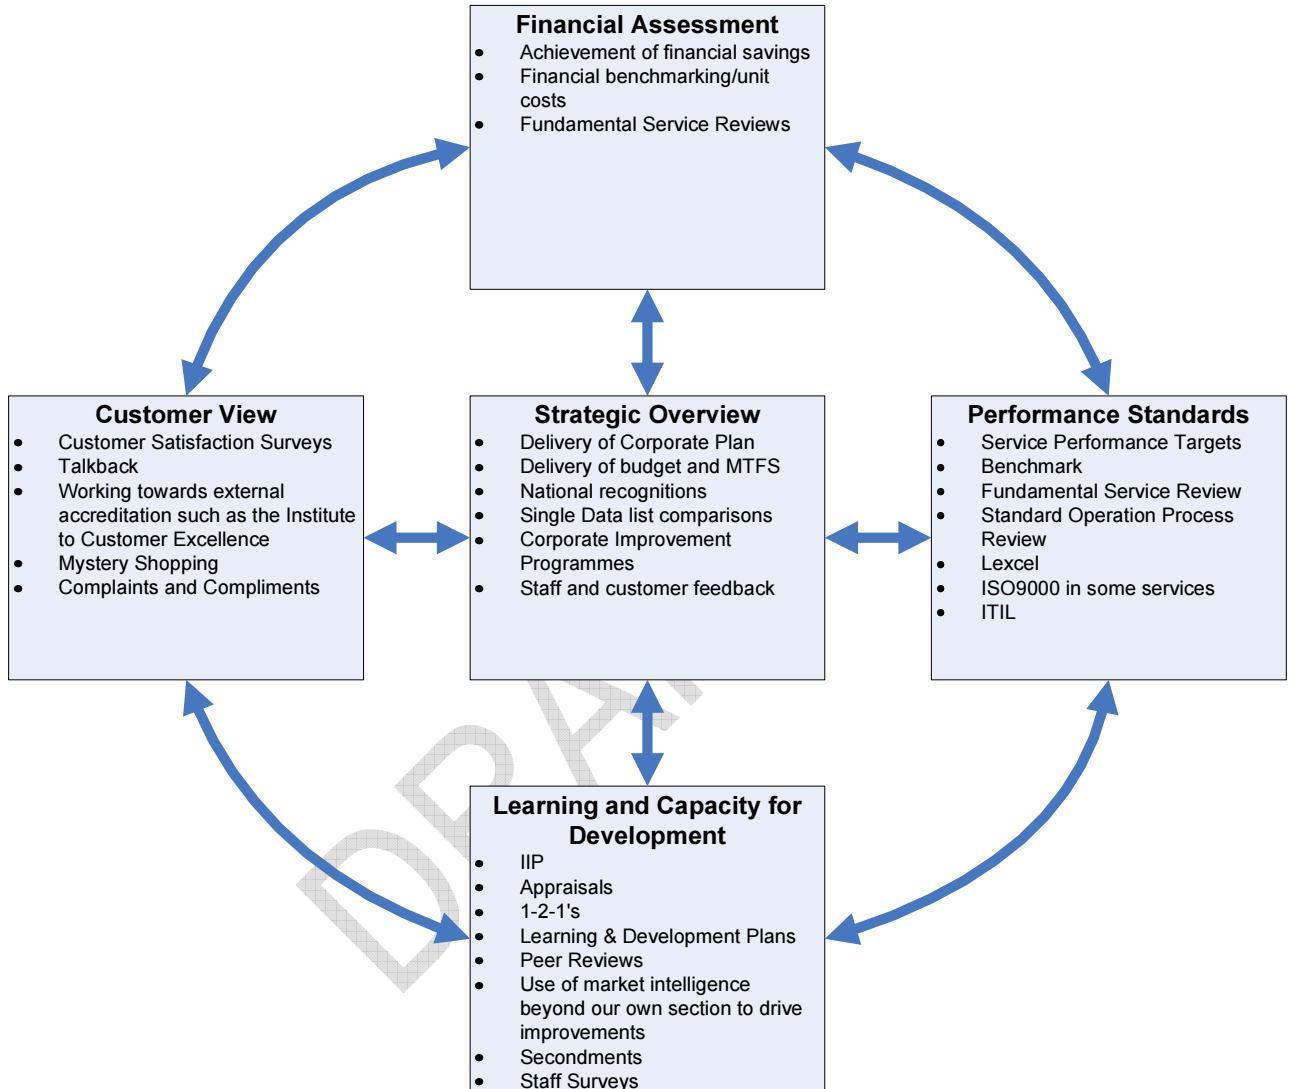 Financial Assessment
• Achievement of financial savings
• Financial benchmarking/unit
costs
• Fundamental Service Reviews
Customer View
• Customer Satisfaction Surveys
• Talkback
• Working towards external
accreditation such as the Institute
to Customer Excellence
• Mystery Shopping
• Complaints and Compliments
Strategic Overview
• Delivery of Corporate Plan
• Delivery of budget and MTFS
• National recognitions
• Single Data list comparisons
• Corporate Improvement
Programmes
• Staff and customer feedback
Performance Standards
• Service Performance Targets
• Benchmark
• Fundamental Service Review
• Standard Operation Process
Review
• Lexcel
• ISO9000 in some services
• ITIL
Learning and Capacity for
Development
• IIP
• Appraisals
• 1-2-1's
• Learning & Development Plans
• Peer Reviews
• Use of market intelligence
beyond our own section to drive
improvements
• Secondments
• Staff Surveys